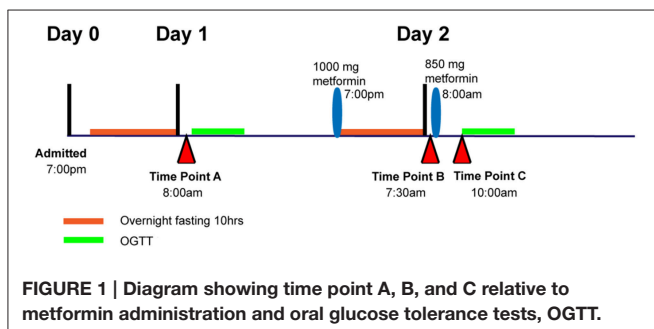 Day 0 Day 1 Day 2
1000 mg
metformin
7:00pm
850 mg
metformin
8:00am
Admitted
7:00pm
Time Point A
8:00am
Time Point B
7:30am
Time Point C
10:00am
Overnight fasting 10hrs
OGTT
FIGURE 1 | Diagram showing time point A, B, and C relative to
metformin administration and oral glucose tolerance tests, OGTT.